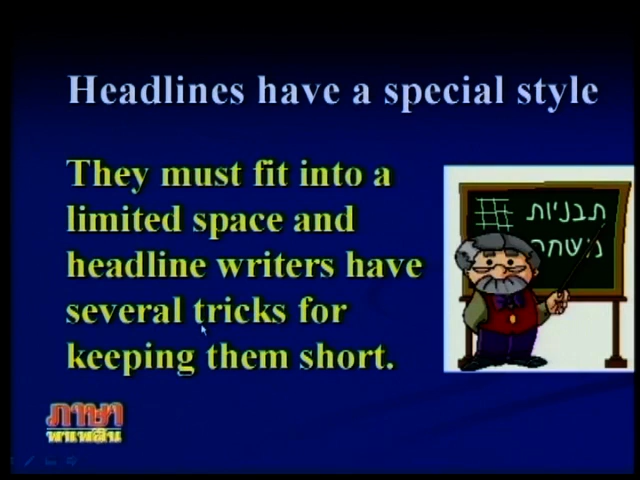 Headlines have a special style
They must fit into a
limited space and
headline writers have
several tricks for
keeping them short.
תבניות
משחר
ภาษา
พาเพลิน